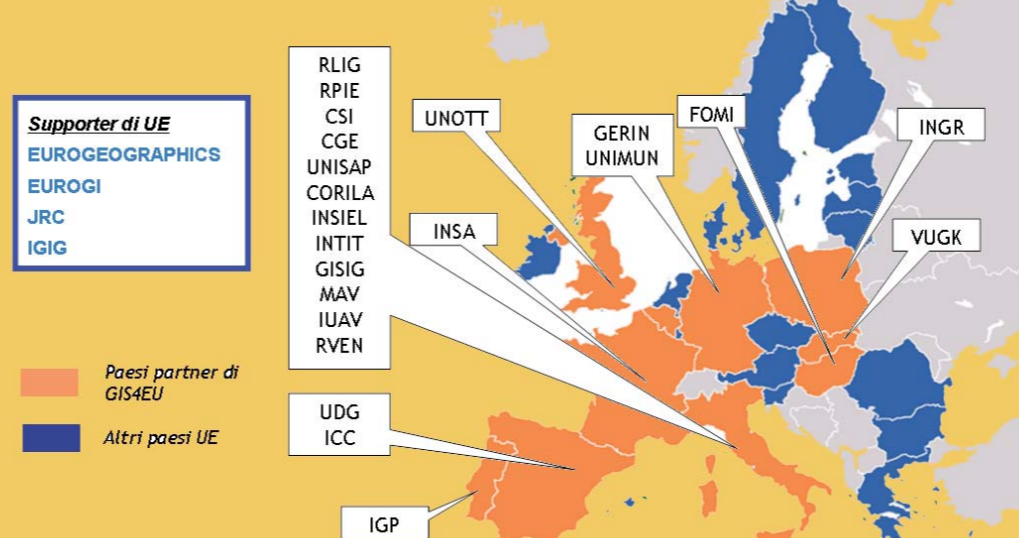 Supporter di UE
EUROGEOGRAPHICS
EUROGI
JRC
IGIG
RLIG
RPIE
CSI
CGE
UNISAP
CORILA
INSIEL
INTIT
GISIG
MAV
IUAV
RVEN
UNOTT
INSA
GERIN
UNIMUN
FOMI
INGR
VUGK
Paesi partner di
GIS4EU
Altri paesi UE
UDG
ICC
IGP